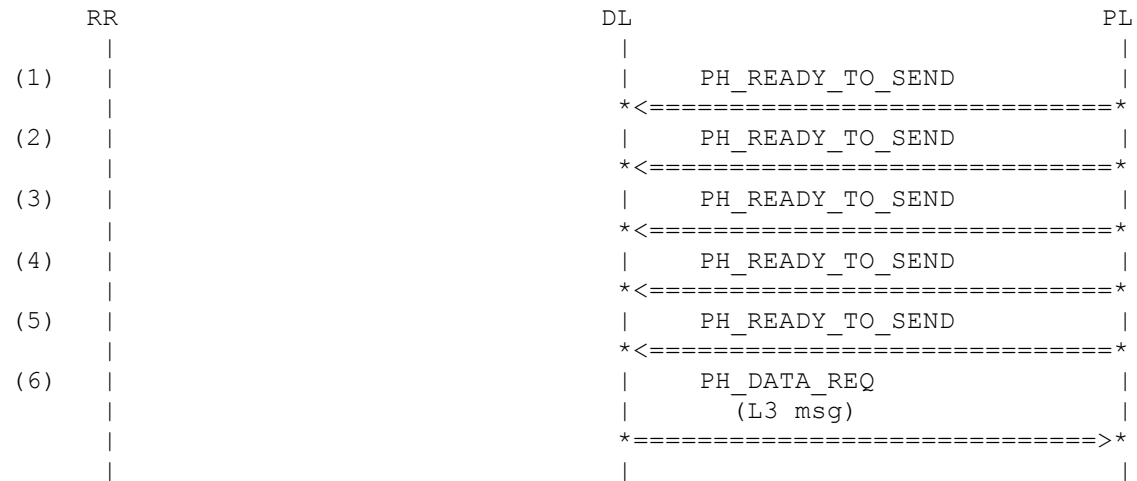 RR DL PL
| | |
(1) | | PH_READY_TO_SEND |
| *<=============================*
(2) | | PH_READY_TO_SEND |
| *<=============================*
(3) | | PH_READY_TO_SEND |
| *<=============================*
(4) | | PH_READY_TO_SEND |
| *<=============================*
(5) | | PH_READY_TO_SEND |
| *<=============================*
(6) | | PH_DATA_REQ |
| | (L3 msg) |
| *=============================>*
| | |